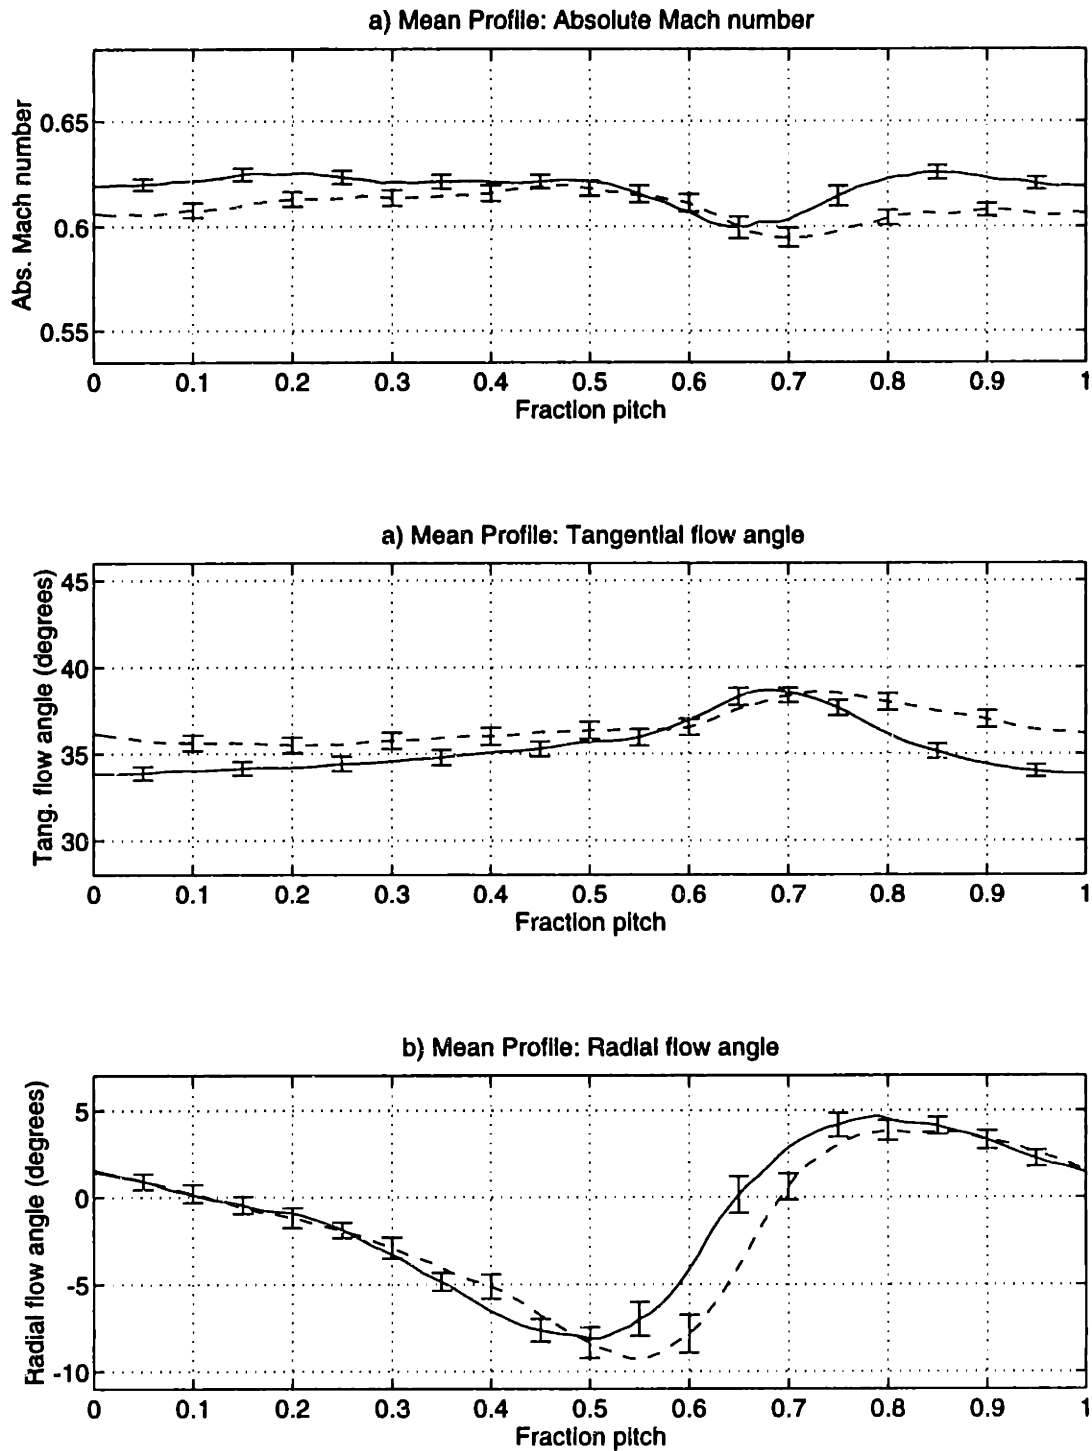 a) Mean Profile: Absolute Mach number
Abs. Mach number
0.65
0.6
0.55
0 0.1 0.2 0.3 0.4 0.5 0.6 0.7 0.8 0.9 1
Fraction pitch
a) Mean Profile: Tangential flow angle
Tang. flow angle (degrees)
45
40
35
30
0 0.1 0.2 0.3 0.4 0.5 0.6 0.7 0.8 0.9 1
Fraction pitch
b) Mean Profile: Radial flow angle
Radial flow angle (degrees)
5
0
-5
-10
0 0.1 0.2 0.3 0.4 0.5 0.6 0.7 0.8 0.9 1
Fraction pitch